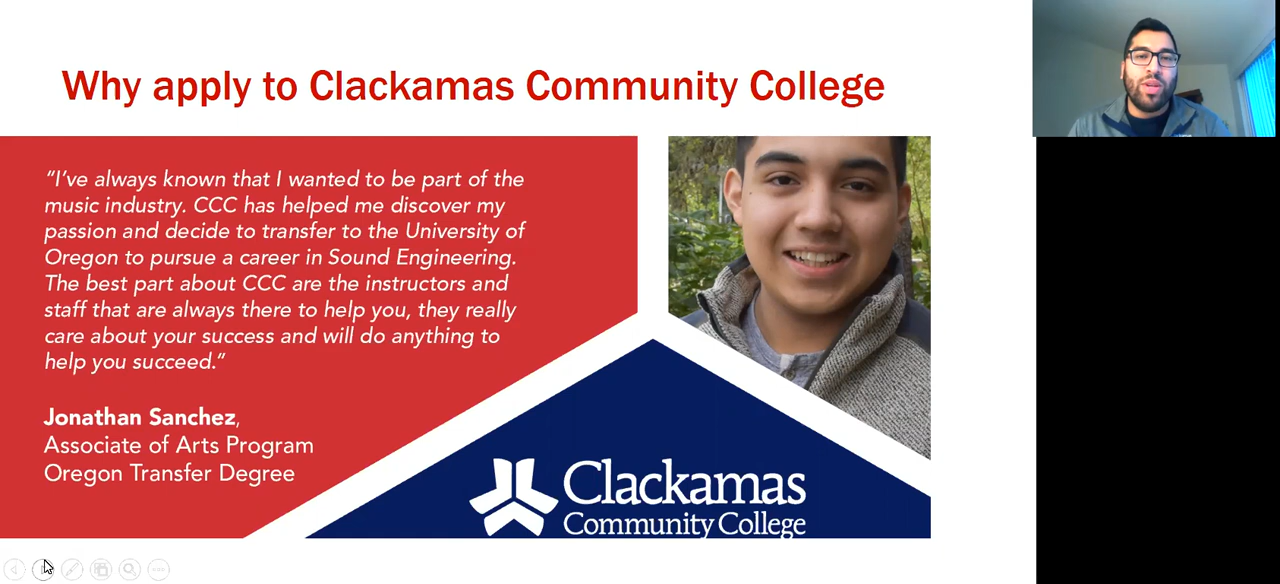 Why apply to Clackamas Community College
“I’ve always known that I wanted to be part of the
music industry. CCC has helped me discover my
passion and decide to transfer to the University of
Oregon to pursue a career in Sound Engineering.
The best part about CCC are the instructors and
staff that are always there to help you, they really
care about your success and will do anything to
help you succeed.”
Jonathan Sanchez,
Associate of Arts Program
Oregon Transfer Degree
Clackamas
Community College